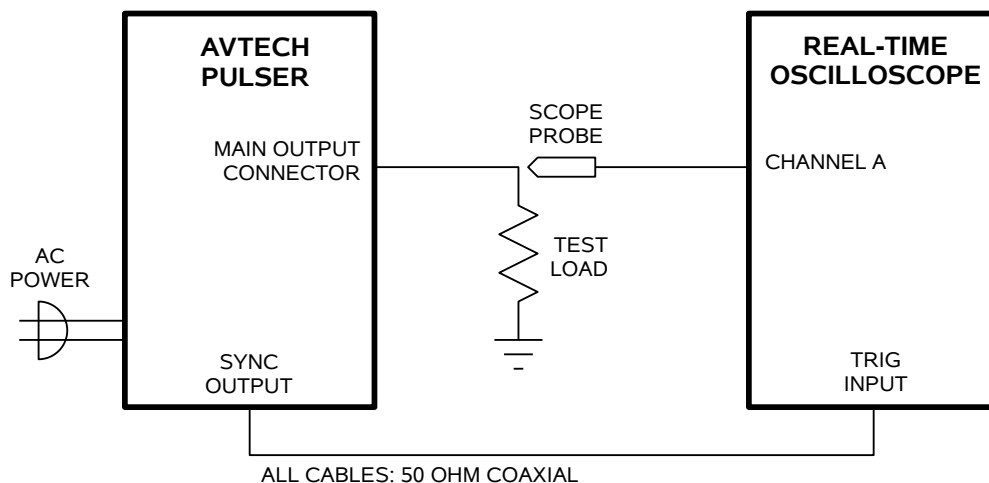 AVTECH
PULSER
REAL-TIME
OSCILLOSCOPE
SCOPE
PROBE
MAIN OUTPUT
CONNECTOR
CHANNEL A
TEST
LOAD
AC
POWER
SYNC
OUTPUT
TRIG
INPUT
ALL CABLES: 50 OHM COAXIAL